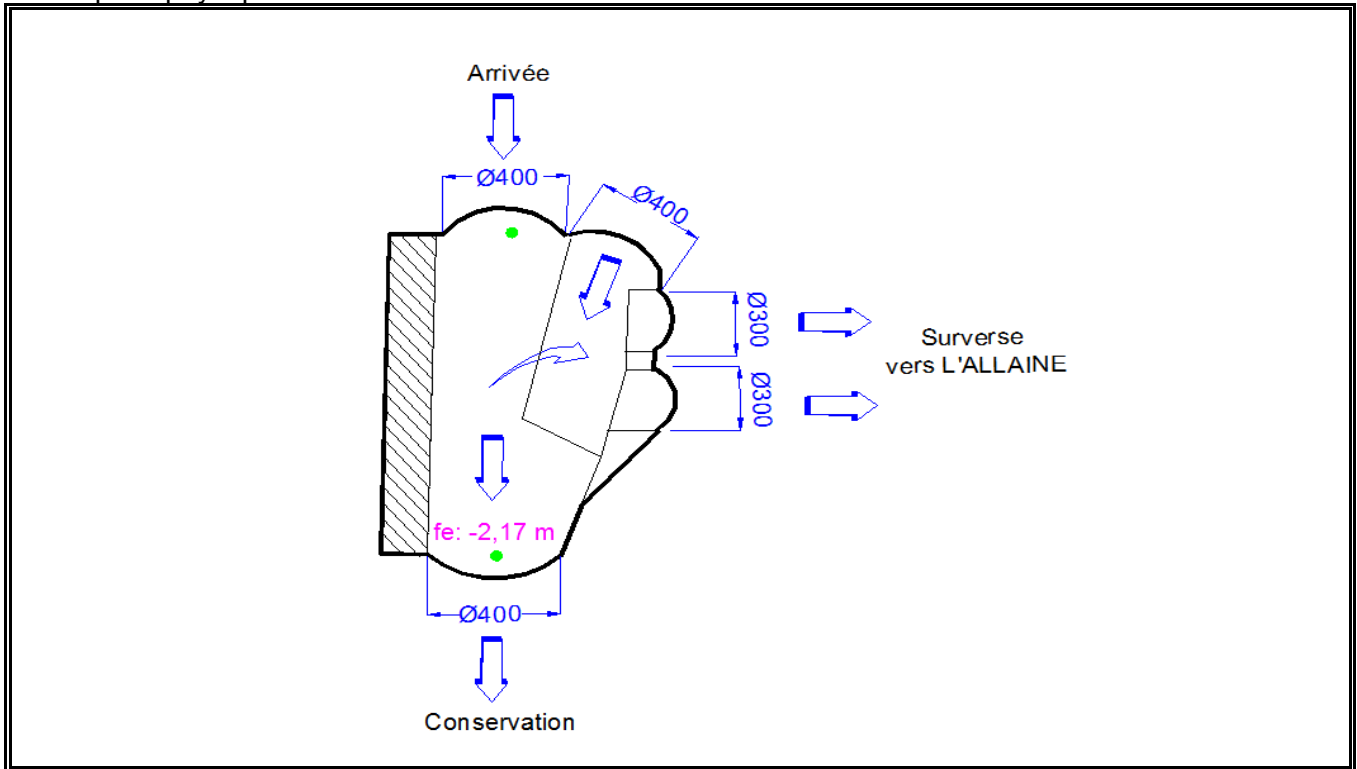 Arrivée
Ø400
Ø400
Ø300
Surverse
vers L'ALLAINE
Ø300
fe: -2,17 m
Ø400
Conservation